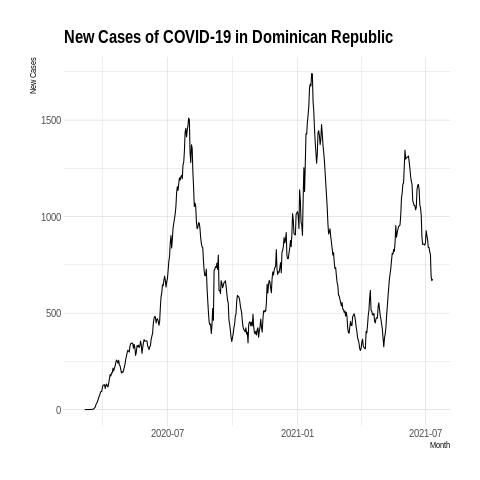 New Cases of COVID-19 in Dominican Republic
New Cases
1500
1000
500
0
2020-07
2021-01
2021-07
Month